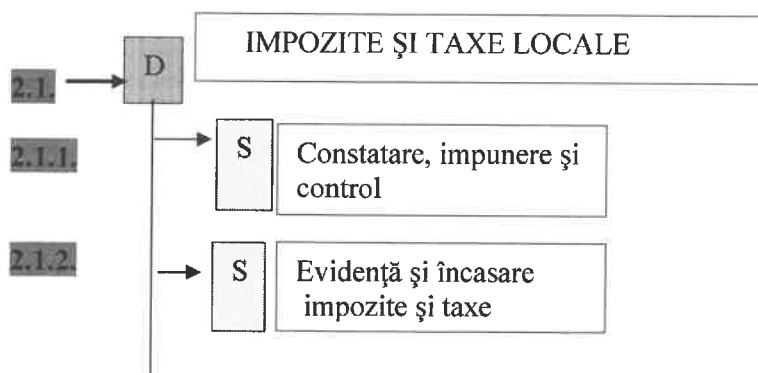 IMPOZITE ŞI TAXE LOCALE
D
2.1.
2.1.1.
S
Constatare, impunere şi
control
2.1.2.
S
Evidenţă şi încasare
impozite şi taxe